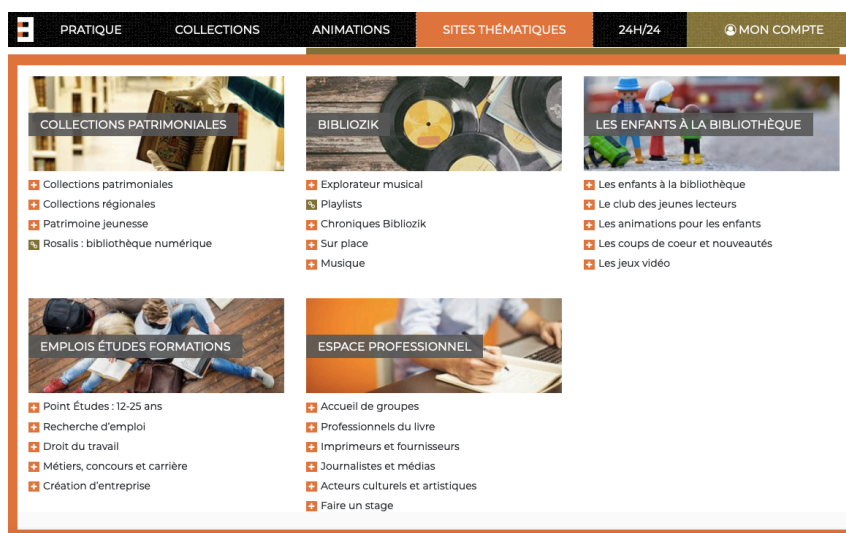 PRATIQUE
COLLECTIONS
ANIMATIONS
SITES THÉMATIQUES
24H/24
MON COMPTE
COLLECTIONS PATRIMONIALES
Collections patrimoniales
Collections régionales
Patrimoine jeunesse
Rosalis : bibliothèque numérique
BIBLIOZIK
Explorateur musical
Playlists
Chroniques Bibliozik
Sur place
Musique
LES ENFANTS À LA BIBLIOTHÈQUE
Les enfants à la bibliothèque
Le club des jeunes lecteurs
Les animations pour les enfants
Les coups de coeur et nouveautés
Les jeux vidéo
EMPLOIS ÉTUDES FORMATIONS
Point Études : 12-25 ans
Recherche d'emploi
Droit du travail
Métiers, concours et carrière
Création d'entreprise
ESPACE PROFESSIONNEL
Accueil de groupes
Professionnels du livre
Imprimeurs et fournisseurs
Journalistes et médias
Acteurs culturels et artistiques
Faire un stage